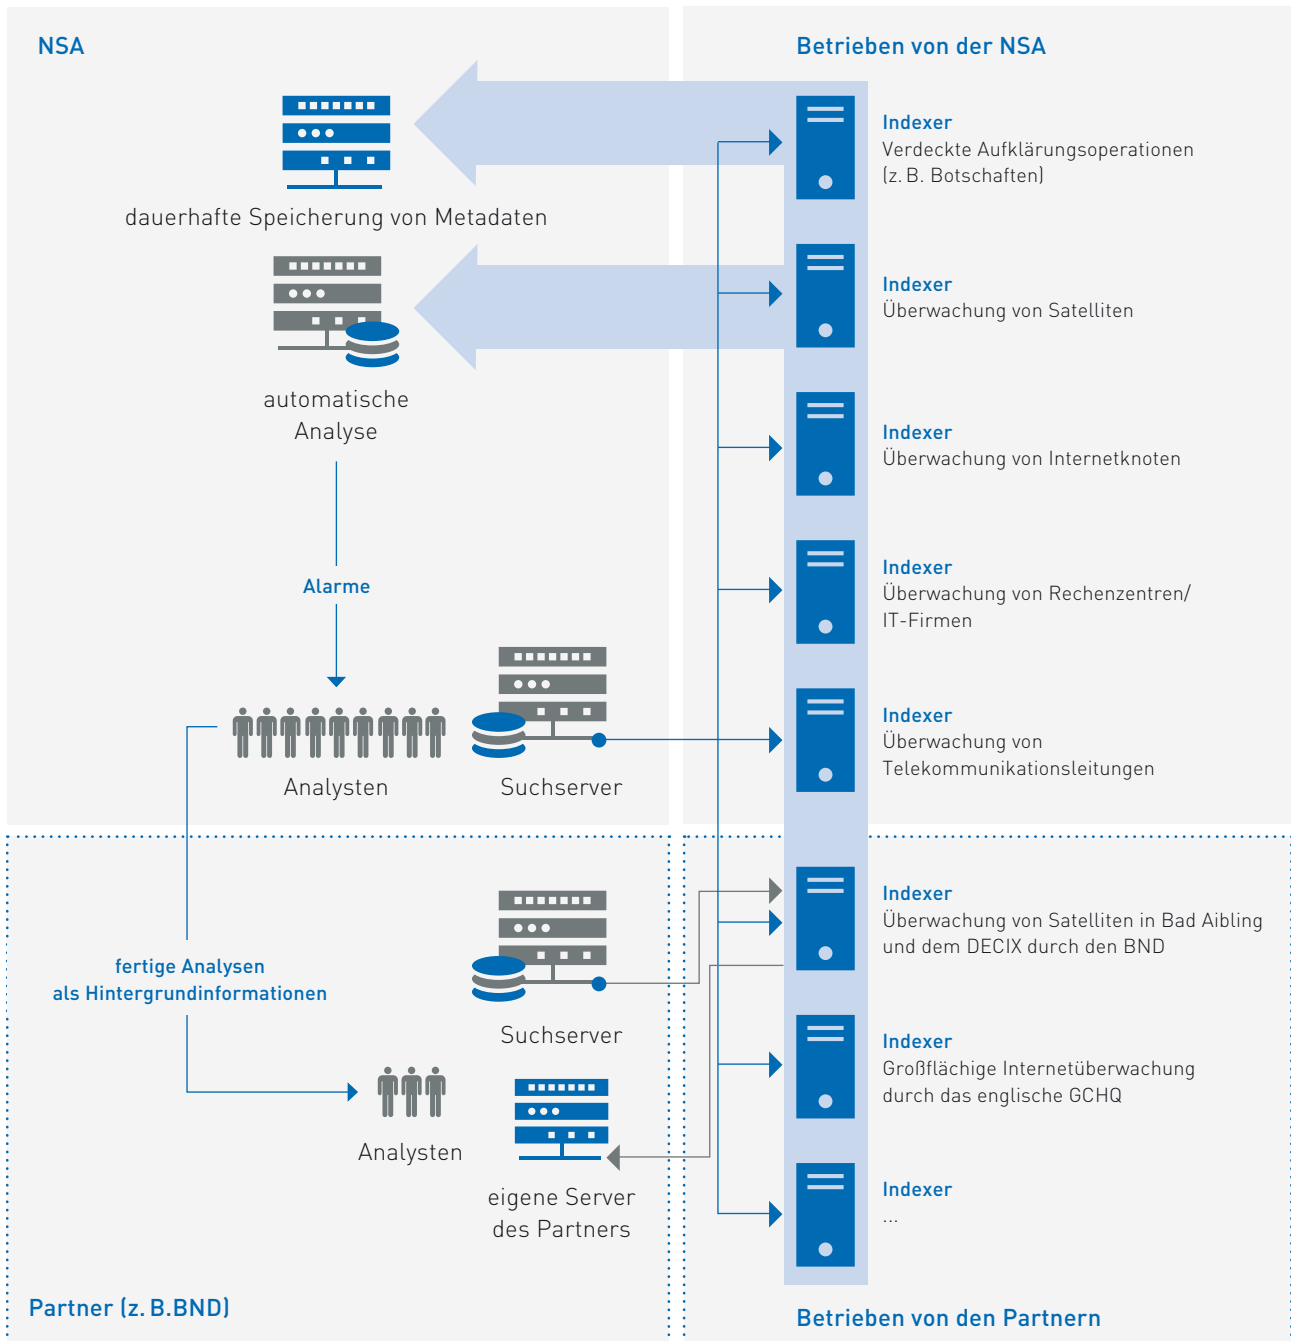 NSA
dauerhafte Speicherung von Metadaten
automatische
Analyse
Alarme
Analysten
Suchserver
Betrieben von der NSA
Indexer
Verdeckte Aufklärungsoperationen
(z. B. Botschaften)
Indexer
Überwachung von Satelliten
Indexer
Überwachung von Internetknoten
Indexer
Überwachung von Rechenzentren/
IT-Firmen
Indexer
Überwachung von
Telekommunikationsleitungen
fertige Analysen
als Hintergrundinformationen
Suchserver
Analysten
eigene Server
des Partners
Partner (z. B.BND)
Indexer
Überwachung von Satelliten in Bad Aibling
und dem DECIX durch den BND
Indexer
Großflächige Internetüberwachung
durch das englische GCHQ
Indexer
...
Betrieben von den Partnern